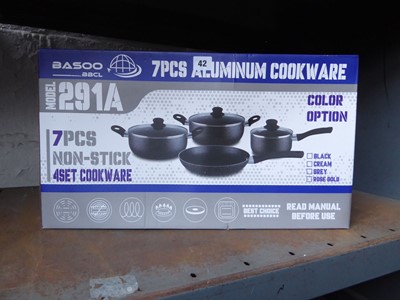 BASOO
BBCL
42
7PCS ALUMINUM COOKWARE
MODEL
291A
COLOR
OPTION
7PCS
NON-STICK
4SET COOKWARE
BLACK
CREAM
GREY
ROSE GOLD
BEST CHOICE
READ MANUAL
BEFORE USE